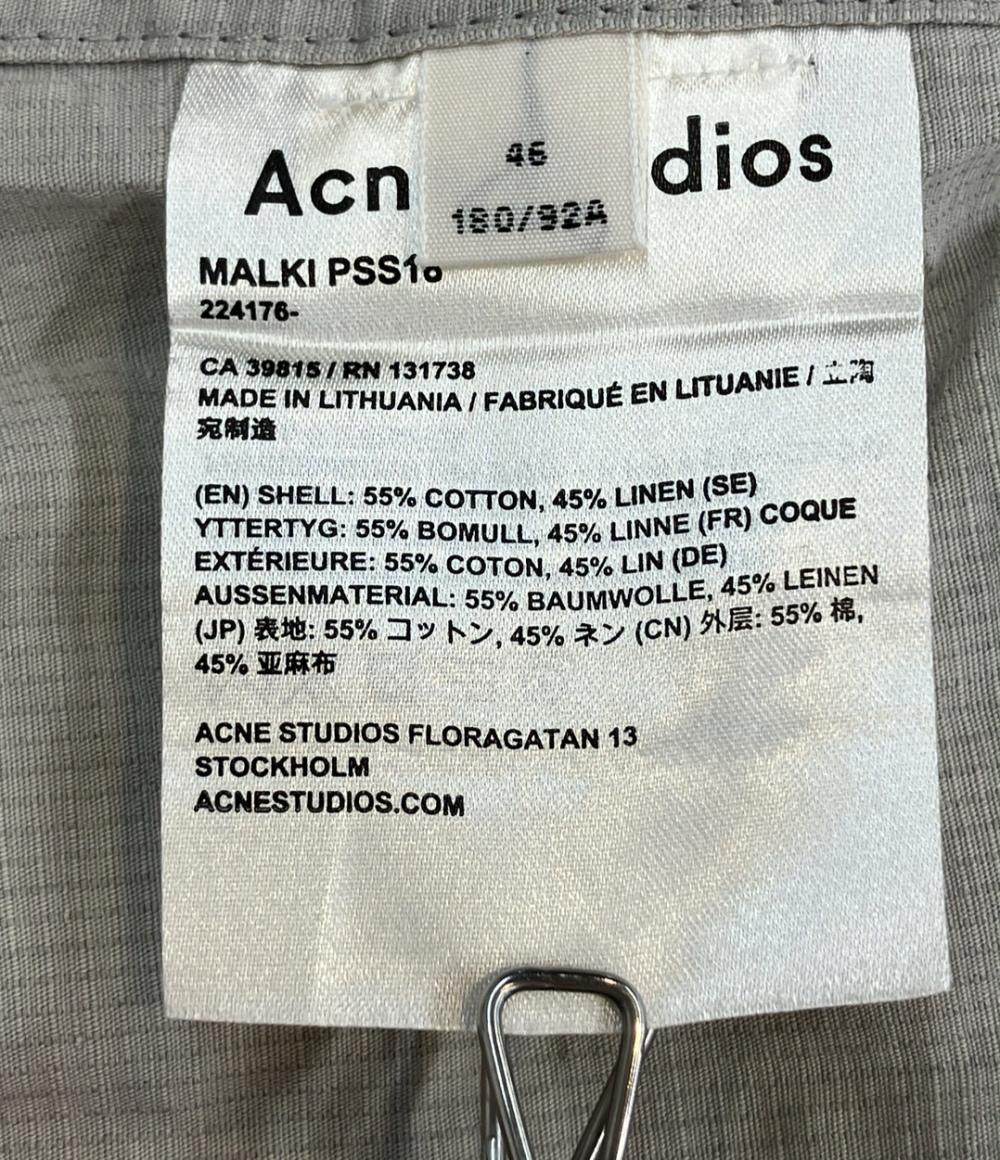 Acn dios
46
180/92A
MALKI PSS18
224176-
CA 39815 / RN 131738
MADE IN LITHUANIA / FABRIQUÉ EN LITUANIE / 立陶
宛制造
(EN) SHELL: 55% COTTON, 45% LINEN (SE)
YTTERTYG: 55% BOMULL, 45% LINNE (FR) COQUE
EXTÉRIEURE: 55% COTON, 45% LIN (DE)
AUSSENMATERIAL: 55% BAUMWOLLE, 45% LEINEN
(JP) 表地: 55% コットン, 45% ネン (CN) 外层: 55% 棉,
45% 亚麻布
ACNE STUDIOS FLORAGATAN 13
STOCKHOLM
ACNESTUDIOS.COM